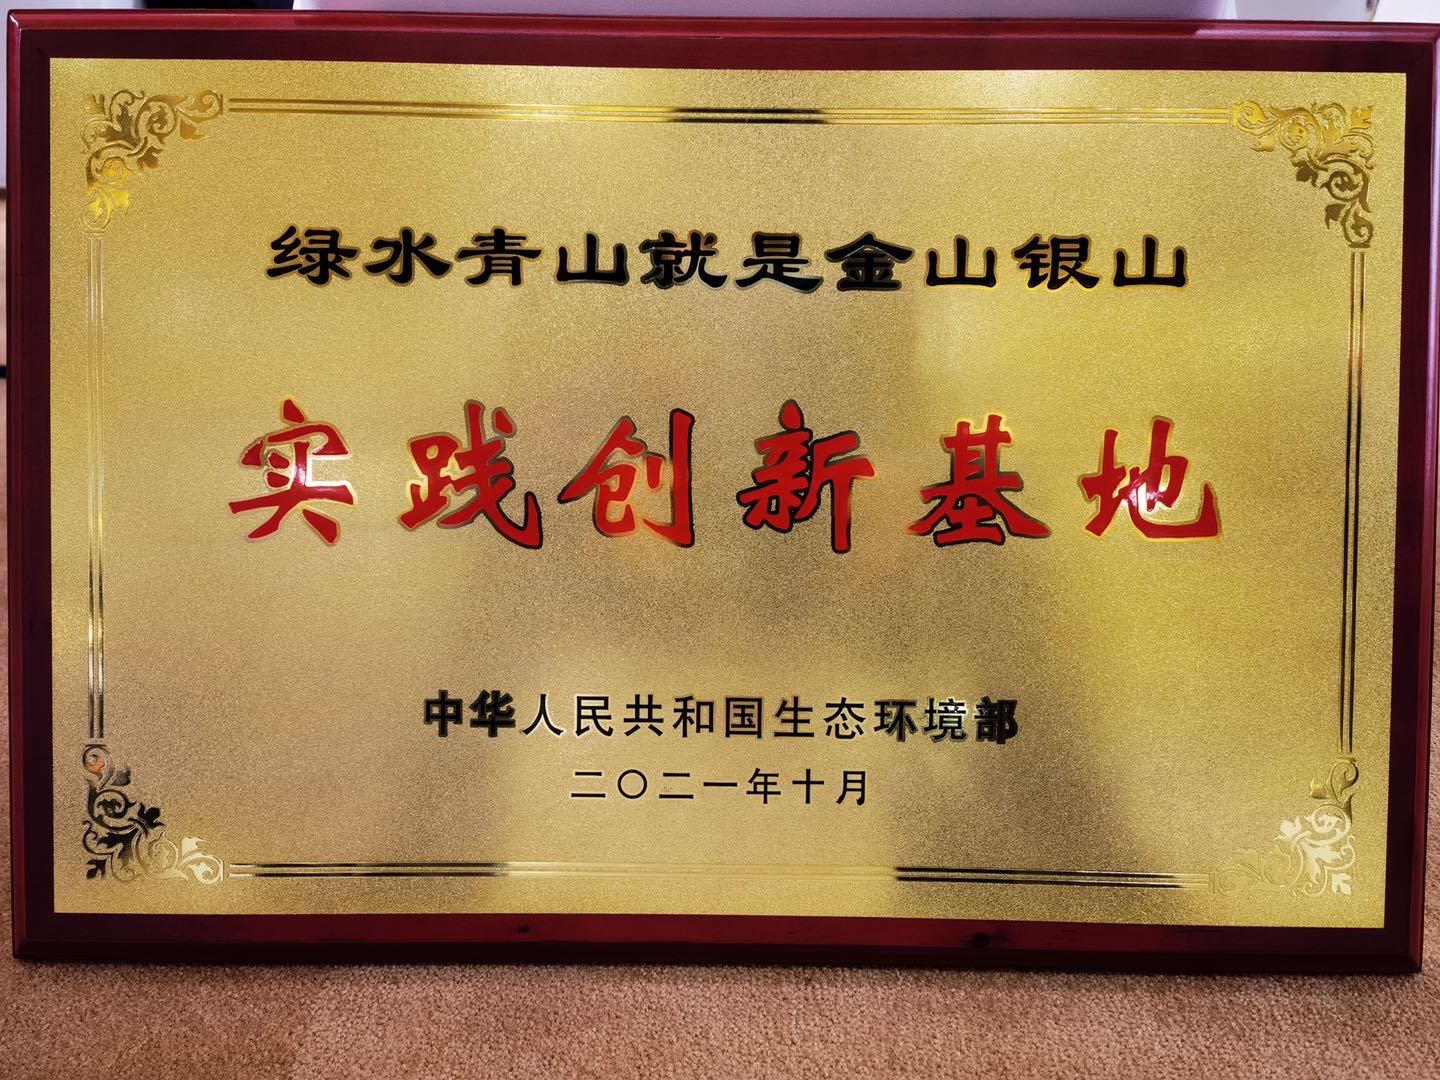 绿水青山就是金山银山
实践创新基地
中华人民共和国生态环境部
二〇二一年十月